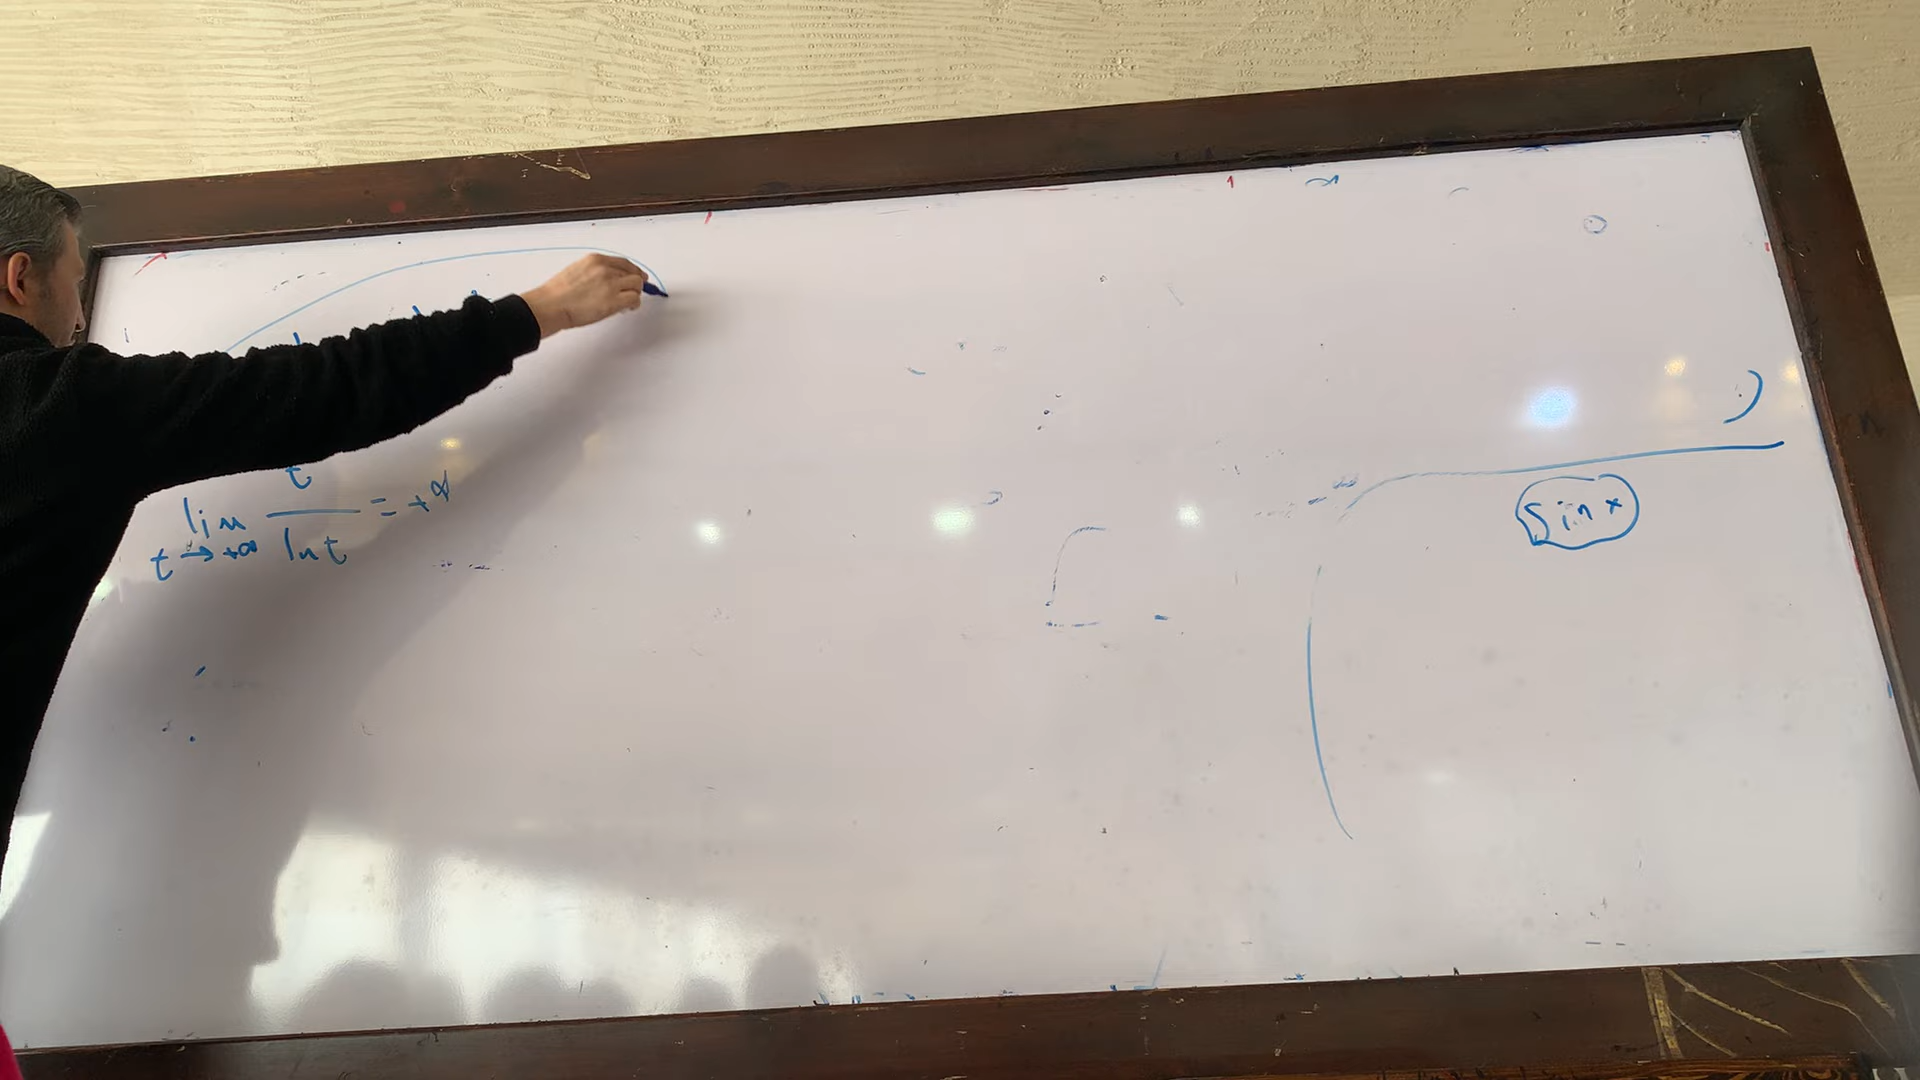 lim t/ln t = +∞
t→+∞
sin x